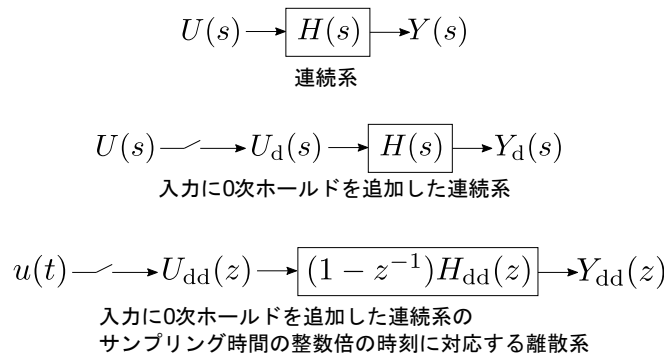 U(s) H(s) Y(s)
連続系
U(s) U_d(s) H(s) Y_d(s)
入力に0次ホールドを追加した連続系
u(t) U_dd(z) (1 − z^{-1})H_dd(z) Y_dd(z)
入力に0次ホールドを追加した連続系の
サンプリング時間の整数倍の時刻に対応する離散系